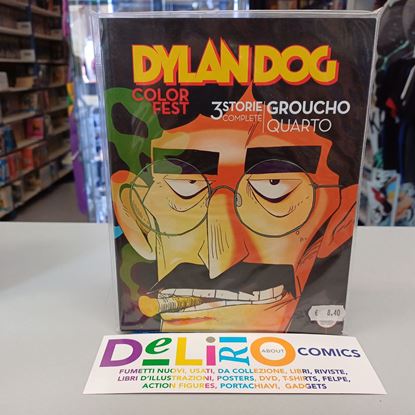 DYLAN DOG
COLOR
FEST
3 STORIE
COMPLETE
GROUCHO
QUARTO
€ 8.40
DeLiRiO
ABOUT
COMICS
FUMETTI NUOVI, USATI, DA COLLEZIONE, LIBRI, RIVISTE,
LIBRI D'ILLUSTRAZIONI, POSTERS, DVD, T-SHIRTS, FELPE,
ACTION FIGURES, PORTACHIAVI, GADGETS